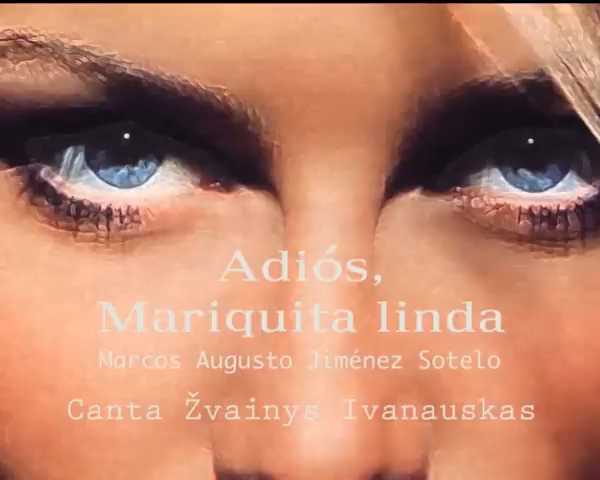 Adiós,
Mariquita linda
Marcos Augusto Jiménez Sotelo
Canta Žvainys Ivanauskas